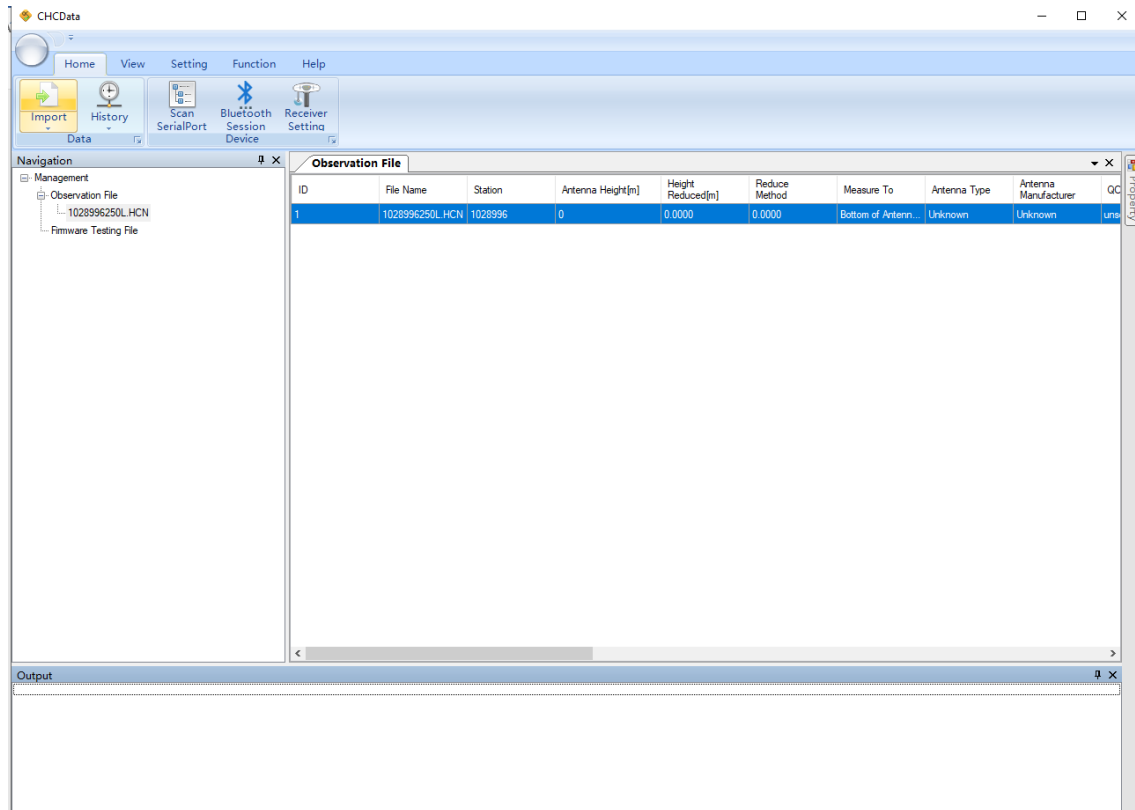 CHCData
Home View Setting Function Help
Import History Scan SerialPort Bluetooth Session Receiver Setting
Data Device
Navigation
Management
Observation File
1028996250L.HCN
Firmware Testing File
Observation File
ID File Name Station Antenna Height[m] Height Reduced[m] Reduce Method Measure To Antenna Type Antenna Manufacturer QC
1 1028996250L.HCN 1028996 0 0.0000 0.0000 Bottom of Antenn... Unknown Unknown uns
Property
Output